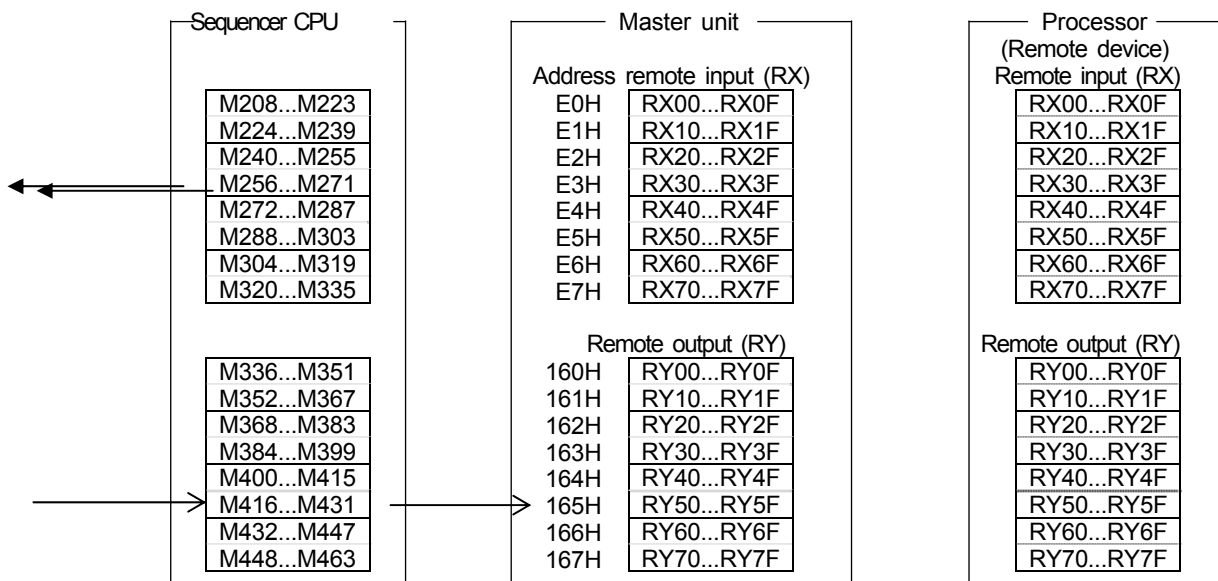 Sequencer CPU Master unit Processor
(Remote device)
Address remote input (RX) Remote input (RX)
M208...M223 E0H RX00...RX0F RX00...RX0F
M224...M239 E1H RX10...RX1F RX10...RX1F
M240...M255 E2H RX20...RX2F RX20...RX2F
M256...M271 E3H RX30...RX3F RX30...RX3F
M272...M287 E4H RX40...RX4F RX40...RX4F
M288...M303 E5H RX50...RX5F RX50...RX5F
M304...M319 E6H RX60...RX6F RX60...RX6F
M320...M335 E7H RX70...RX7F RX70...RX7F
Remote output (RY) Remote output (RY)
M336...M351 160H RY00...RY0F RY00...RY0F
M352...M367 161H RY10...RY1F RY10...RY1F
M368...M383 162H RY20...RY2F RY20...RY2F
M384...M399 163H RY30...RY3F RY30...RY3F
M400...M415 164H RY40...RY4F RY40...RY4F
M416...M431 165H RY50...RY5F RY50...RY5F
M432...M447 166H RY60...RY6F RY60...RY6F
M448...M463 167H RY70...RY7F RY70...RY7F